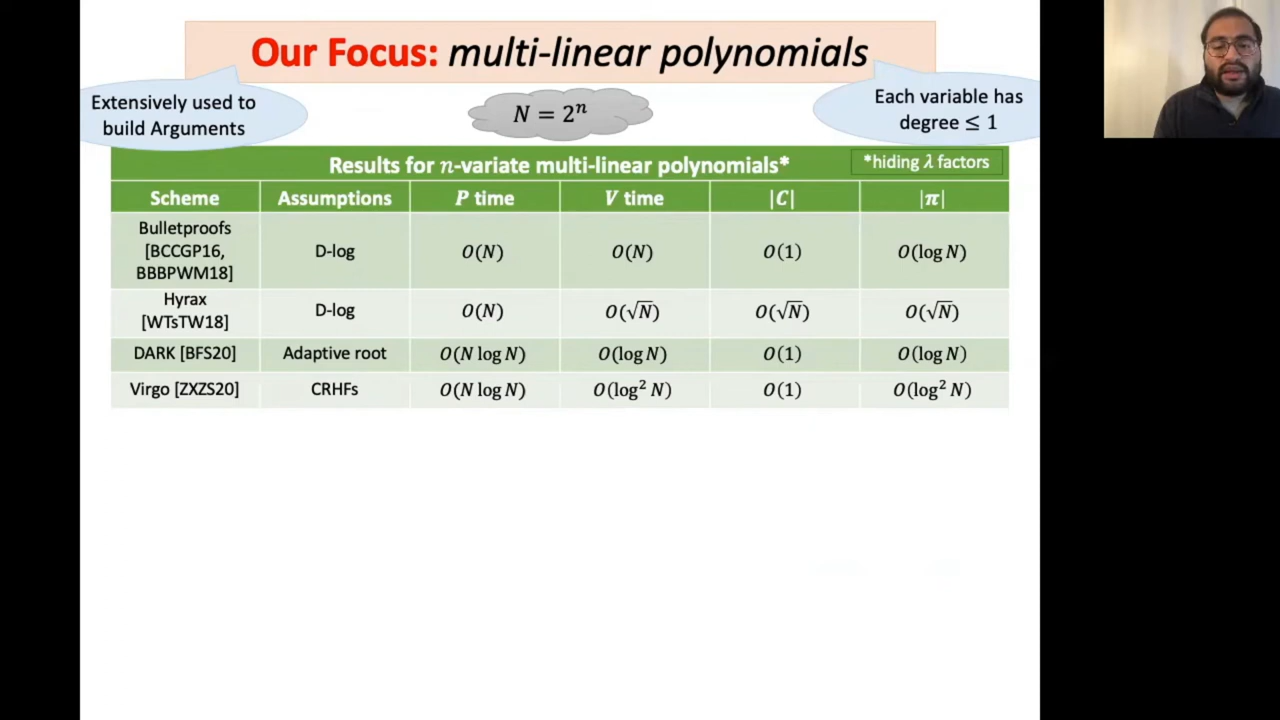 Our Focus: multi-linear polynomials
Extensively used to
build Arguments
N = 2ⁿ
Each variable has
degree ≤ 1
Results for n-variate multi-linear polynomials*
*hiding λ factors
Scheme Assumptions P time V time |C| |π|
Bulletproofs
[BCCGP16,
BBBPWM18]
D-log O(N) O(N) O(1) O(log N)
Hyrax
[WTsTW18]
D-log O(N) O(√N) O(√N) O(√N)
DARK [BFS20] Adaptive root O(N log N) O(log N) O(1) O(log N)
Virgo [ZXZS20] CRHFs O(N log N) O(log² N) O(1) O(log² N)